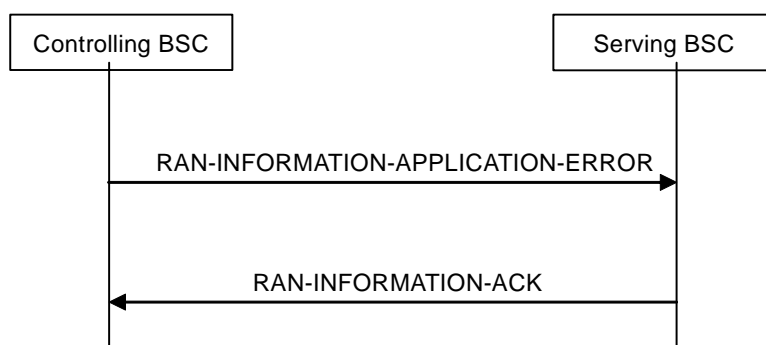 Controlling BSC
Serving BSC
RAN-INFORMATION-APPLICATION-ERROR
RAN-INFORMATION-ACK